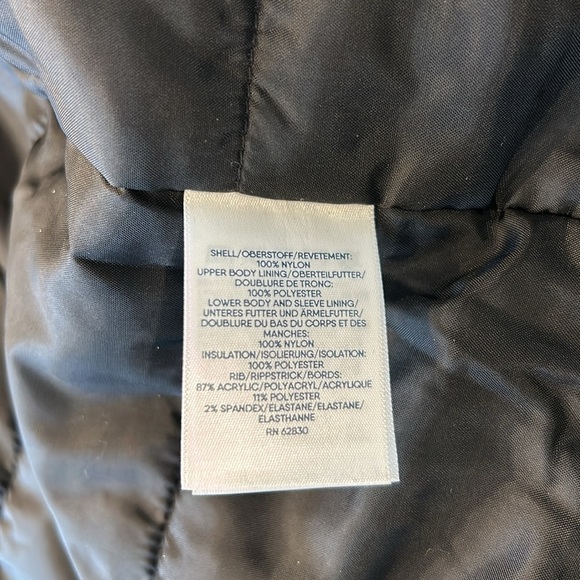 SHELL/OBERSTOFF/REVETEMENT:
100% NYLON
UPPER BODY LINING/OBERTEILFUTTER/
DOUBLURE DE TRONC:
100% POLYESTER
LOWER BODY AND SLEEVE LINING/
UNTERES FUTTER UND ÄRMELFUTTER/
DOUBLURE DU BAS DU CORPS ET DES
MANCHES:
100% NYLON
INSULATION/ISOLIERUNG/ISOLATION:
100% POLYESTER
RIB/RIPPSTRICK/BORDS:
87% ACRYLIC/POLYACRYL/ACRYLIQUE
11% POLYESTER
2% SPANDEX/ELASTANE/ELASTANE/
ELASTHANNE
RN 62830